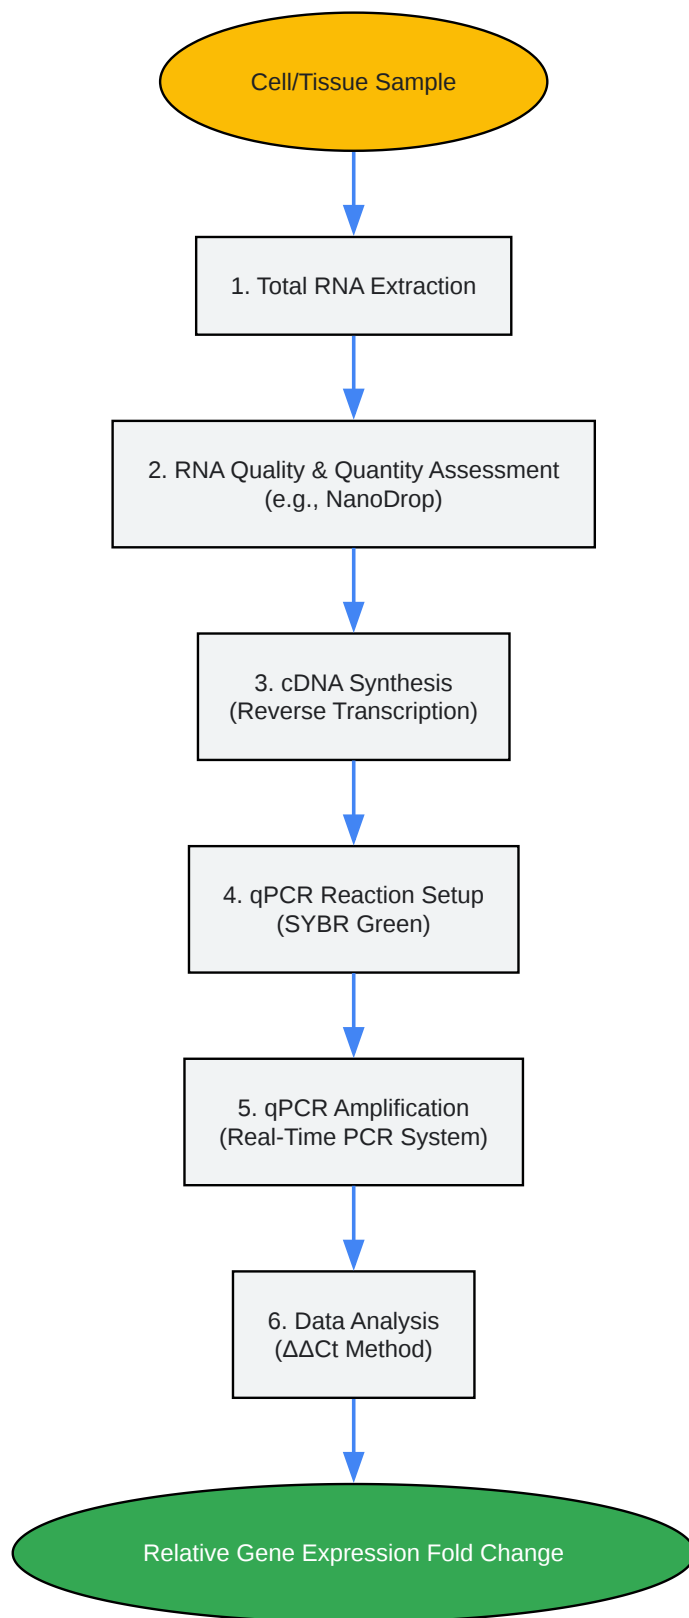 Cell/Tissue Sample
1. Total RNA Extraction
2. RNA Quality & Quantity Assessment
(e.g., NanoDrop)
3. cDNA Synthesis
(Reverse Transcription)
4. qPCR Reaction Setup
(SYBR Green)
5. qPCR Amplification
(Real-Time PCR System)
6. Data Analysis
(ΔΔCt Method)
Relative Gene Expression Fold Change